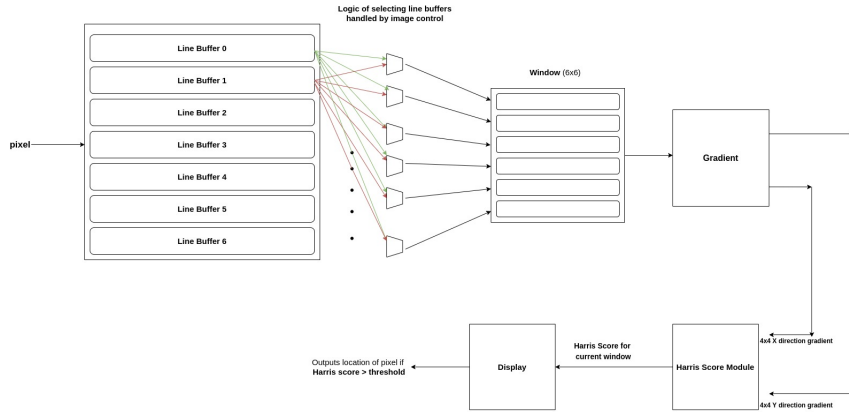 Logic of selecting line buffers
handled by image control
Line Buffer 0
Line Buffer 1
Line Buffer 2
Line Buffer 3
Line Buffer 4
Line Buffer 5
Line Buffer 6
pixel
Window (6x6)
Gradient
4x4 X direction gradient
4x4 Y direction gradient
Harris Score Module
Harris Score for
current window
Display
Outputs location of pixel if
Harris score > threshold